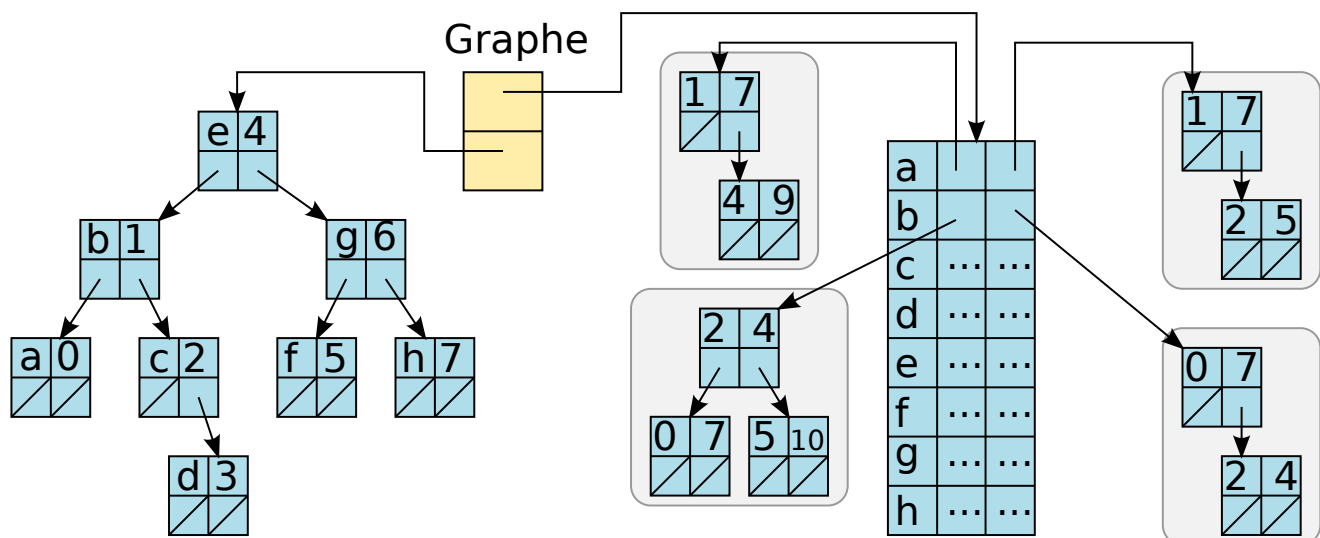 Graphe
e 4
b 1
g 6
a 0
c 2
f 5
h 7
d 3
1 7
4 9
2 4
0 7
5 10
a
b
c ... ...
d ... ...
e ... ...
f ... ...
g ... ...
h ... ...
1 7
2 5
0 7
2 4